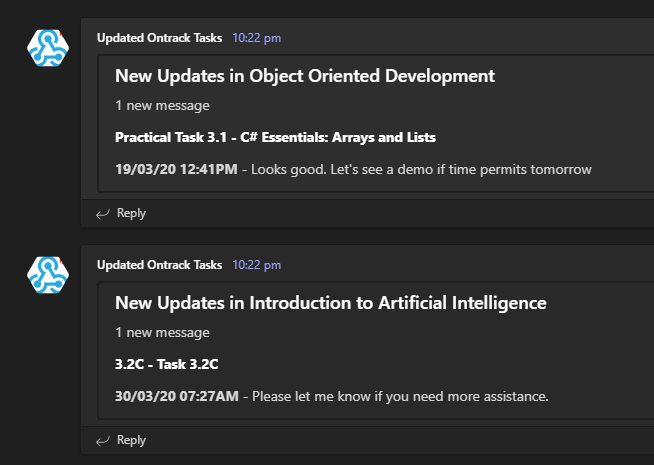 Updated Ontrack Tasks 10:22 pm
New Updates in Object Oriented Development
1 new message
Practical Task 3.1 - C# Essentials: Arrays and Lists
19/03/20 12:41PM - Looks good. Let's see a demo if time permits tomorrow
Reply
Updated Ontrack Tasks 10:22 pm
New Updates in Introduction to Artificial Intelligence
1 new message
3.2C - Task 3.2C
30/03/20 07:27AM - Please let me know if you need more assistance.
Reply